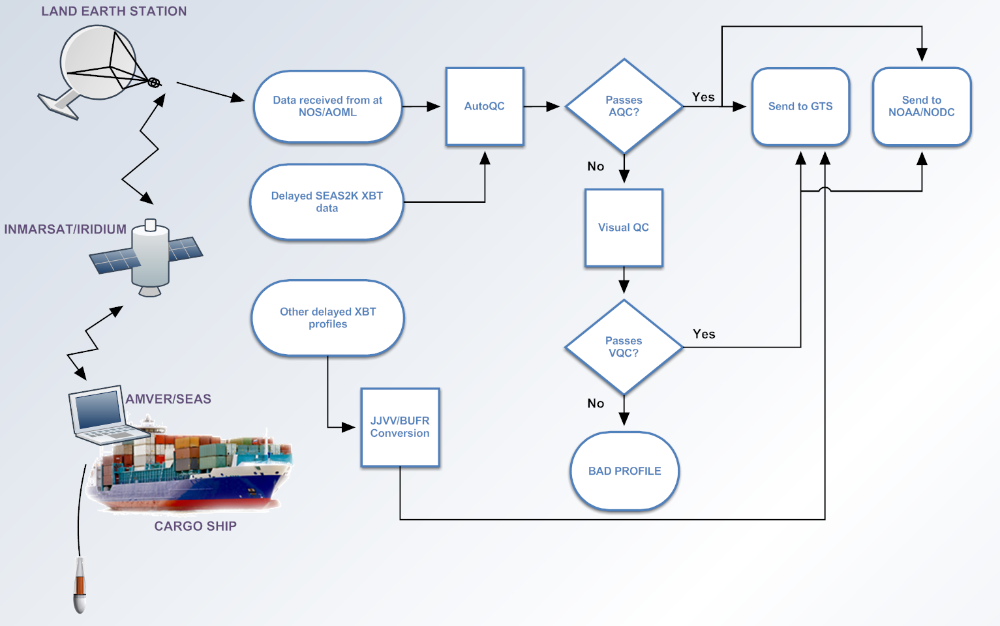 LAND EARTH STATION
Data received from at
NOS/AOML
AutoQC
Passes
AQC?
Yes
Send to GTS
Send to
NOAA/NODC
No
Delayed SEAS2K XBT
data
INMARSAT/IRIDIUM
Visual QC
Other delayed XBT
profiles
Passes
VQC?
Yes
No
AMVER/SEAS
JJVV/BUFR
Conversion
BAD PROFILE
CARGO SHIP